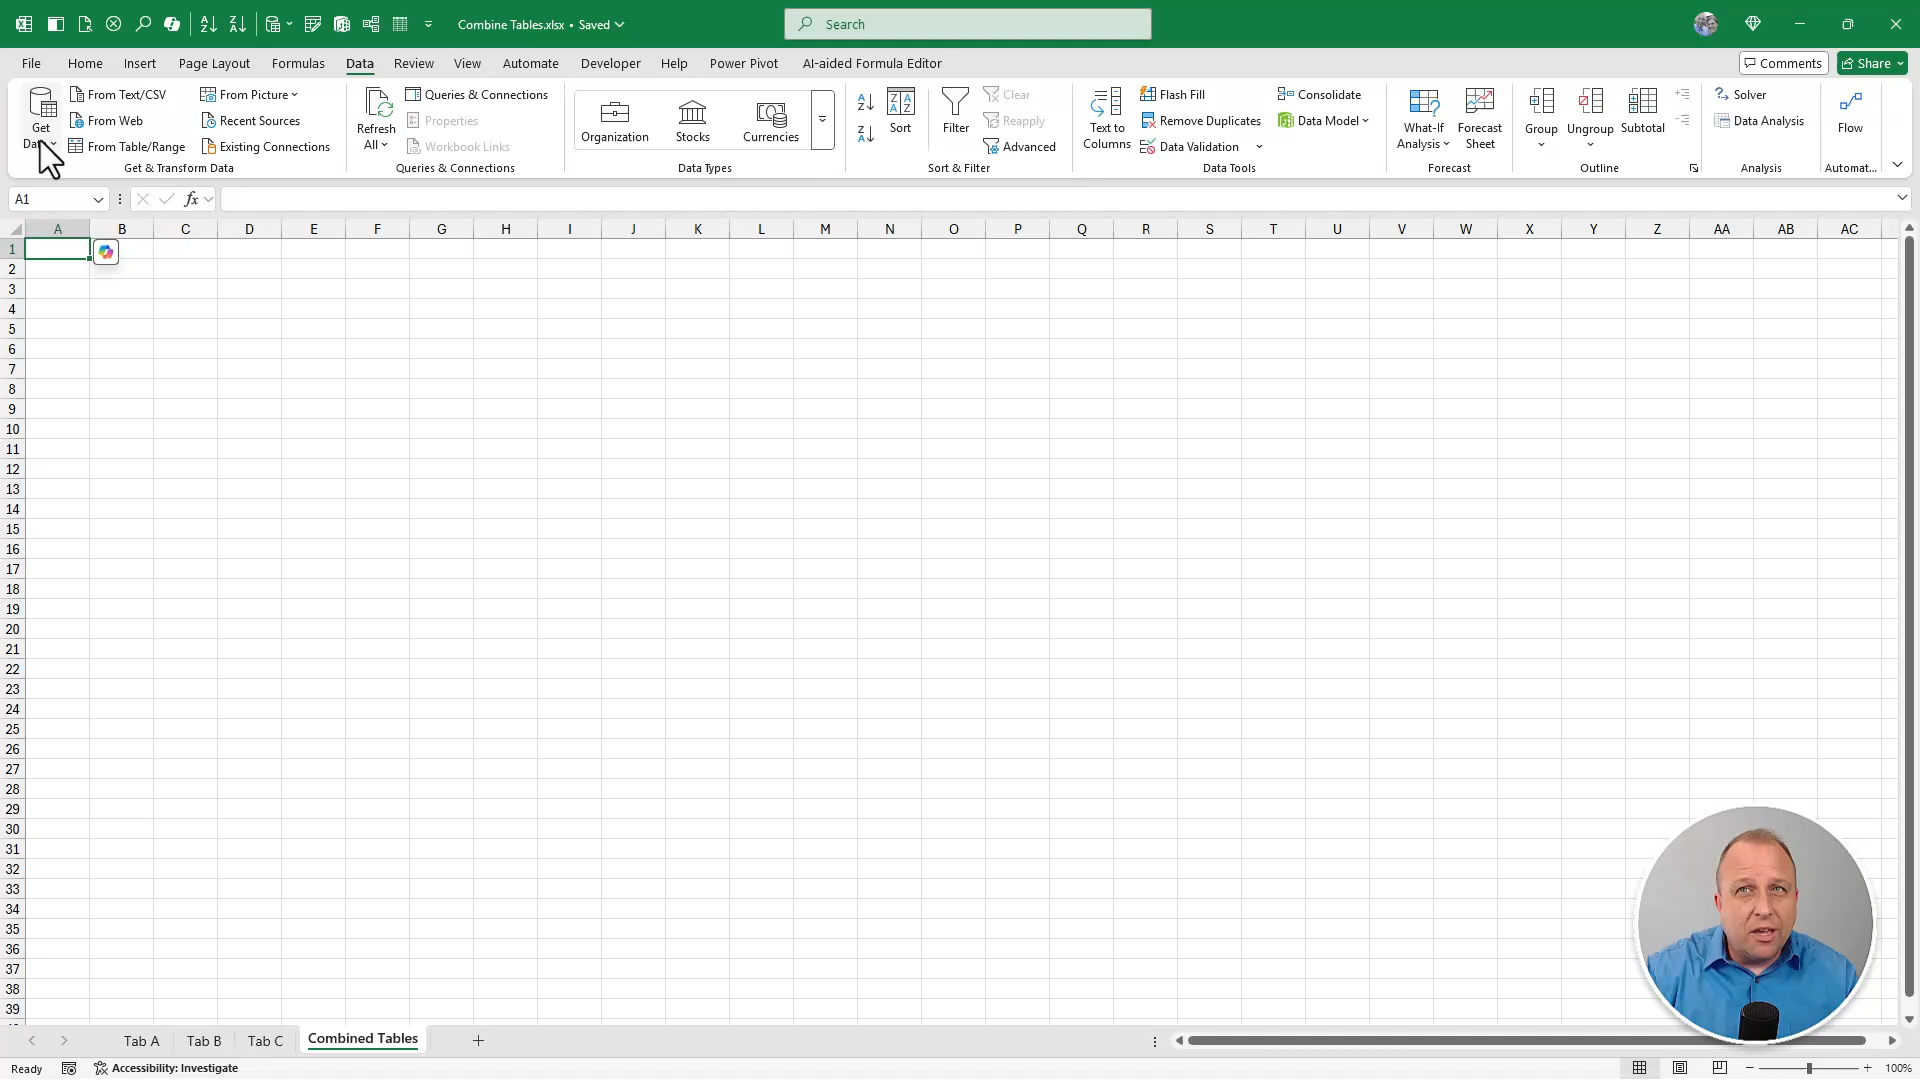 Combine Tables.xlsx • Saved
Search
File Home Insert Page Layout Formulas Data Review View Automate Developer Help Power Pivot AI-aided Formula Editor Comments Share
Get
From Text/CSV
From Web
From Table/Range
From Picture
Recent Sources
Existing Connections
Get & Transform Data
Refresh
All
Queries & Connections
Properties
Workbook Links
Queries & Connections
Organization Stocks Currencies
Data Types
Sort
Filter
Clear
Reapply
Advanced
Sort & Filter
Text to
Columns
Flash Fill
Remove Duplicates
Data Validation
Consolidate
Data Model
Data Tools
What-If
Analysis
Forecast
Sheet
Forecast
Group
Ungroup
Subtotal
Outline
Solver
Data Analysis
Analysis
Flow
Automat...
A1
fx
A B C D E F G H I J K L M N O P Q R S T U V W X Y Z AA AB AC
1
2
3
4
5
6
7
8
9
10
11
12
13
14
15
16
17
18
19
20
21
22
23
24
25
26
27
28
29
30
31
32
33
34
35
36
37
38
39
Tab A Tab B Tab C Combined Tables
Ready Accessibility: Investigate 100%